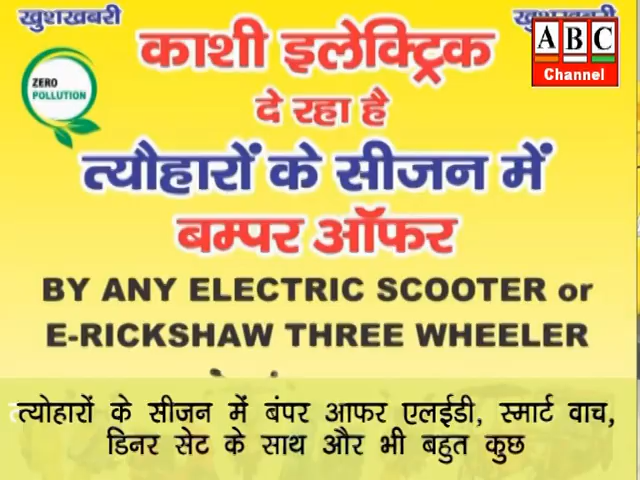 खुशखबरी
खुशखबरी
A B C
Channel
ZERO
POLLUTION
काशी इलेक्ट्रिक
दे रहा है
त्यौहारों के सीजन में
बम्पर ऑफर
BY ANY ELECTRIC SCOOTER or
E-RICKSHAW THREE WHEELER
त्योहारों के सीजन में बंपर आफर एलईडी, स्मार्ट वाच,
डिनर सेट के साथ और भी बहुत कुछ